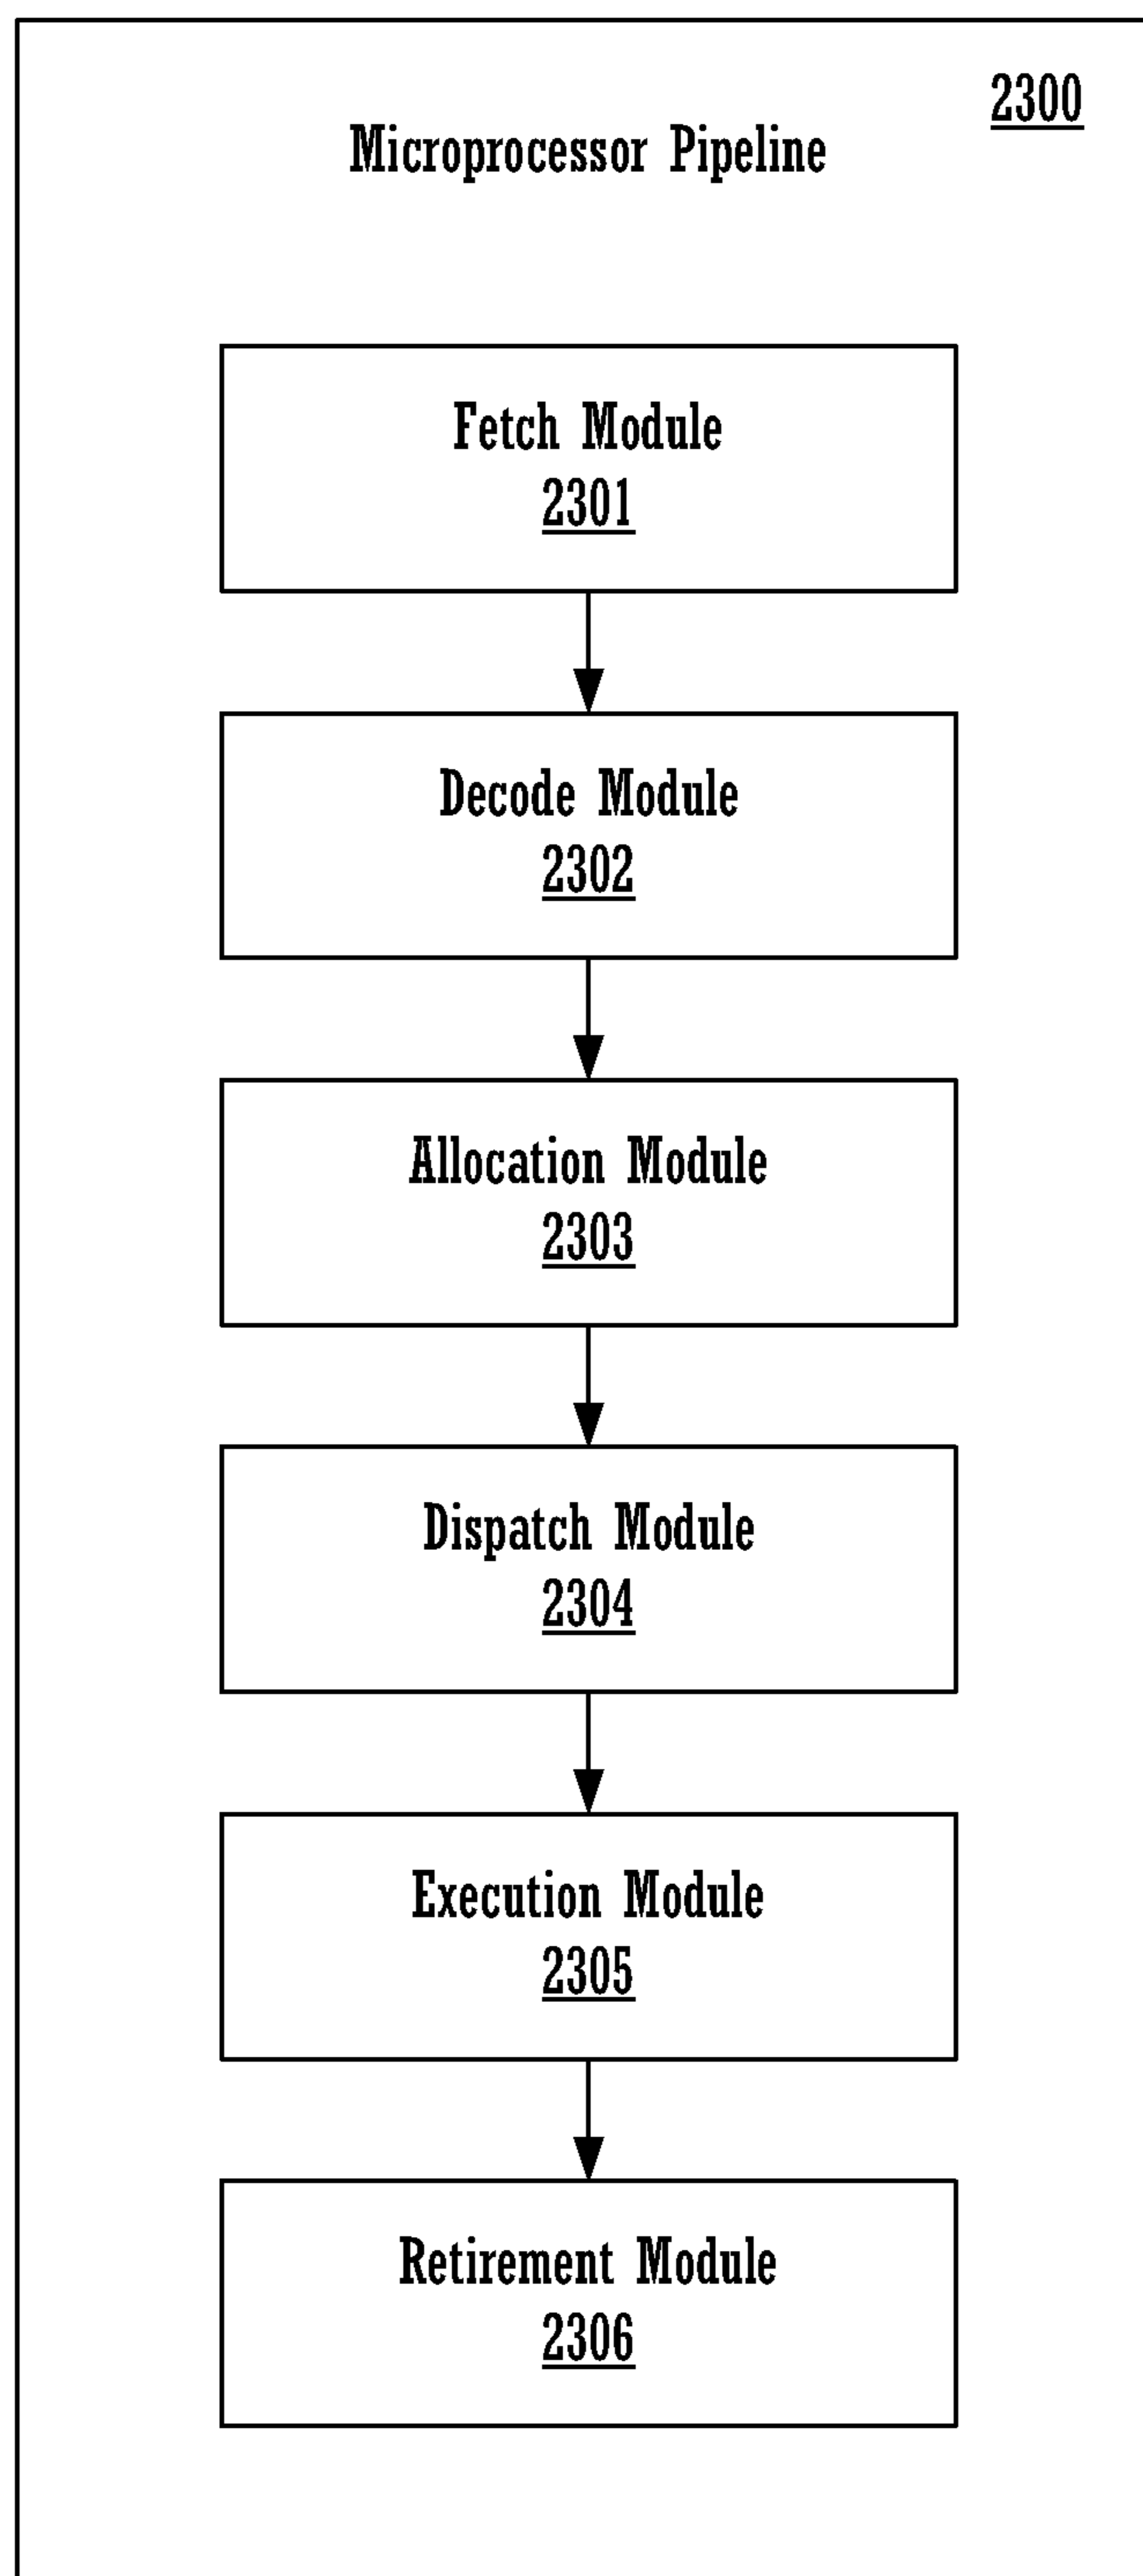 2300
Microprocessor Pipeline
Fetch Module
2301
Decode Module
2302
Allocation Module
2303
Dispatch Module
2304
Execution Module
2305
Retirement Module
2306